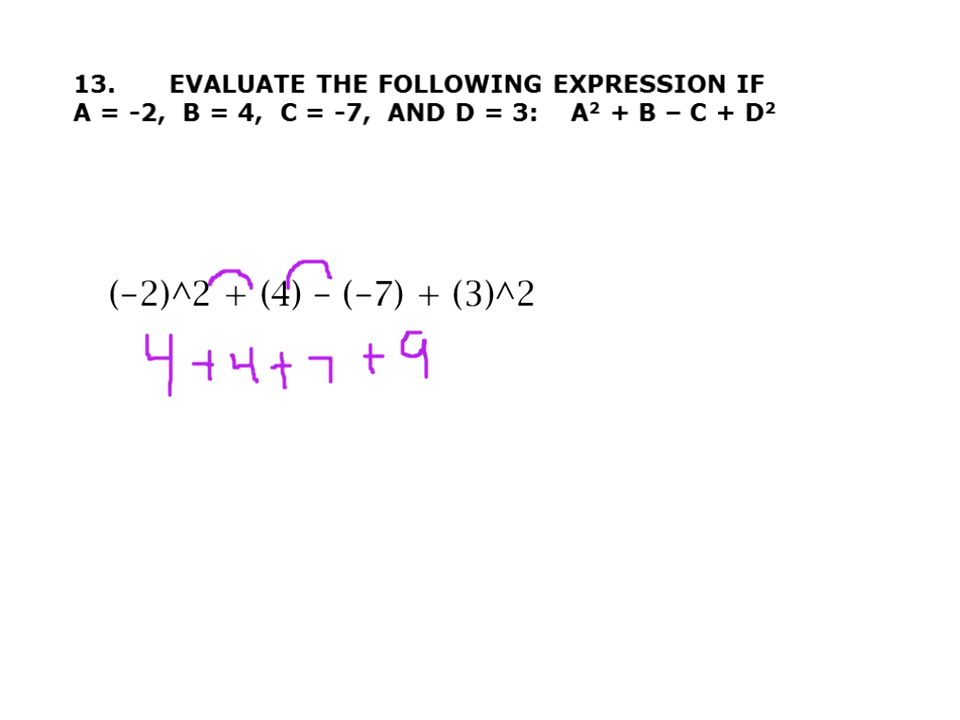 13. EVALUATE THE FOLLOWING EXPRESSION IF
A = -2, B = 4, C = -7, AND D = 3: A² + B – C + D²
(–2)^2 + (4) – (–7) + (3)^2
4 + 4 + 7 + 9